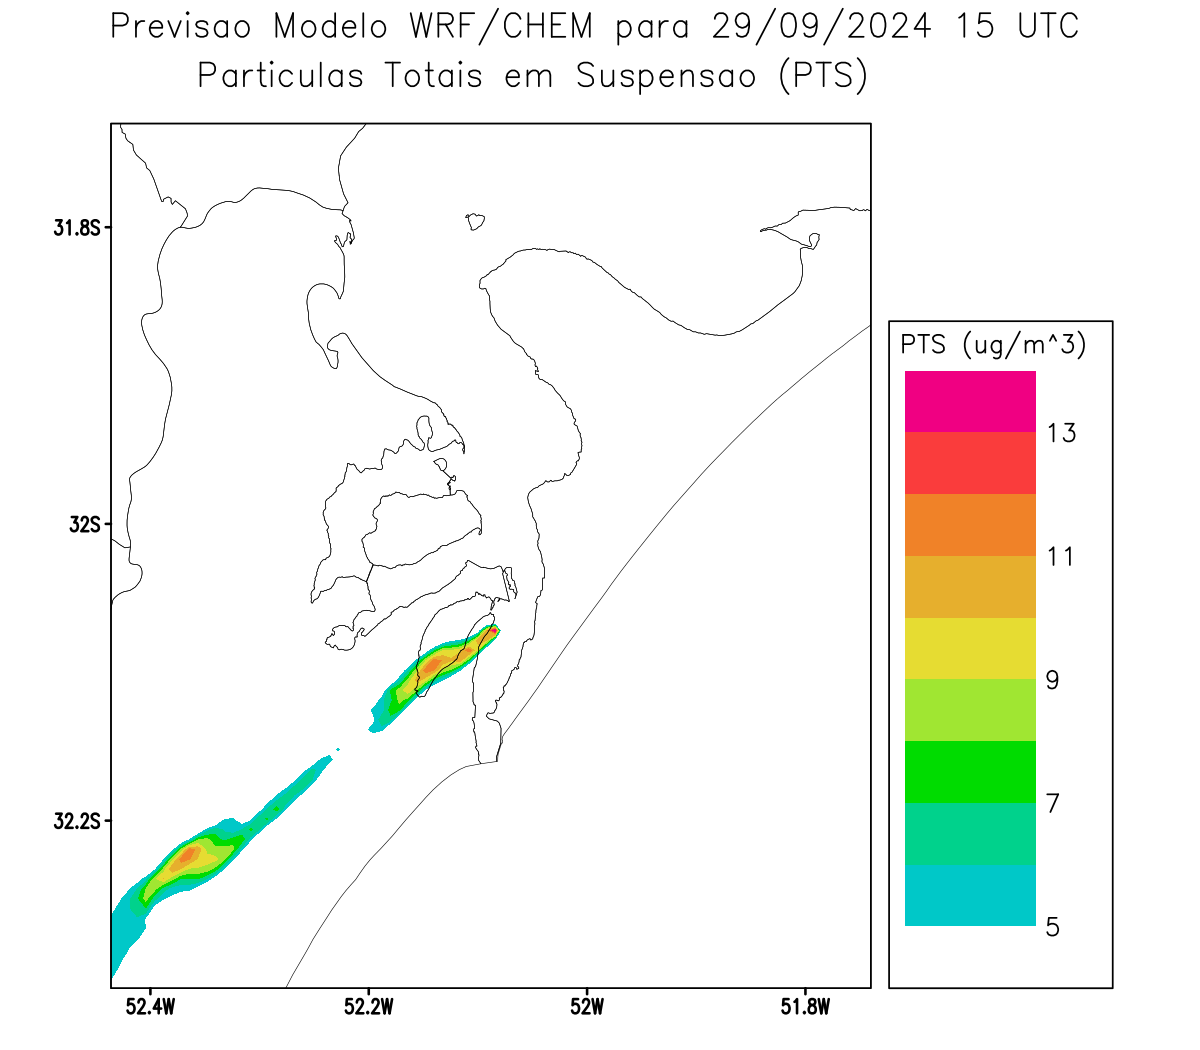 Previsao Modelo WRF/CHEM para 29/09/2024 15 UTC
Particulas Totais em Suspensao (PTS)
31.8S
32S
32.2S
52.4W
52.2W
52W
51.8W
PTS (ug/m^3)
13
11
9
7
5